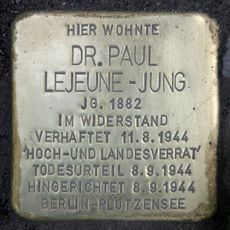 HIER WOHNTE
DR. PAUL
LEJEUNE-JUNG
JG. 1882
IM WIDERSTAND
VERHAFTET 11.8.1944
'HOCH-UND LANDESVERRAT'
TODESURTEIL 8.9.1944
HINGERICHTET 8.9.1944
BERLIN-PLÖTZENSEE